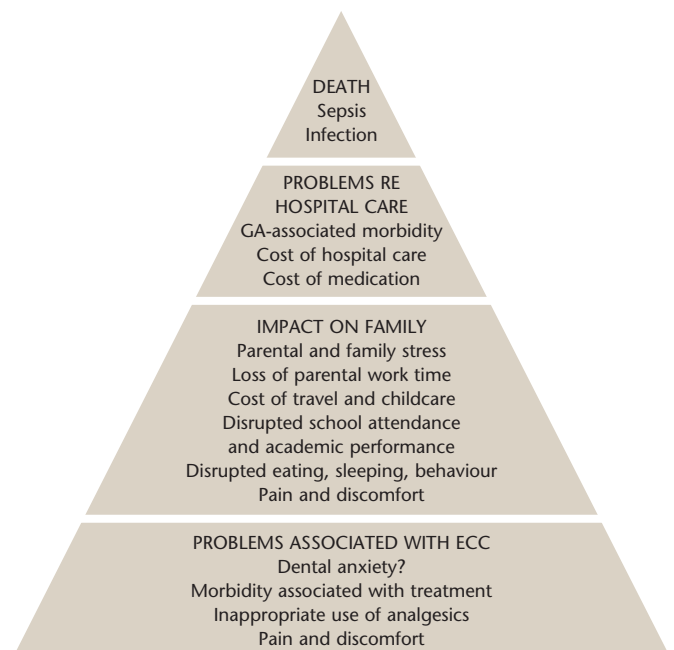 DEATH
Sepsis
Infection
PROBLEMS RE
HOSPITAL CARE
GA-associated morbidity
Cost of hospital care
Cost of medication
IMPACT ON FAMILY
Parental and family stress
Loss of parental work time
Cost of travel and childcare
Disrupted school attendance
and academic performance
Disrupted eating, sleeping, behaviour
Pain and discomfort
PROBLEMS ASSOCIATED WITH ECC
Dental anxiety?
Morbidity associated with treatment
Inappropriate use of analgesics
Pain and discomfort